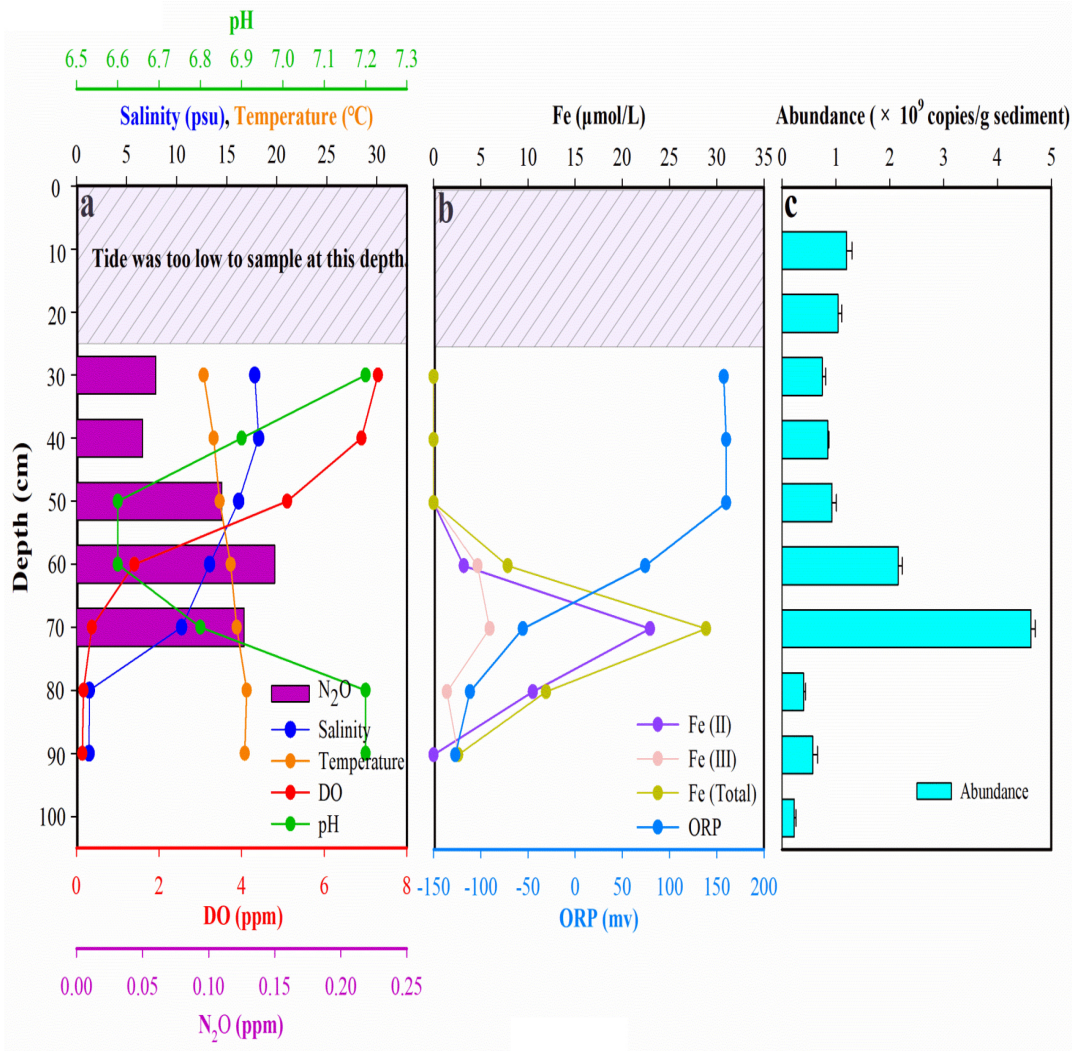 pH
6.5 6.6 6.7 6.8 6.9 7.0 7.1 7.2 7.3
Salinity (psu), Temperature (°C)
0 5 10 15 20 25 30
Fe (μmol/L)
0 5 10 15 20 25 30 35
Abundance ( × 10⁹ copies/g sediment)
0 1 2 3 4 5
Depth (cm)
0
10
20
30
40
50
60
70
80
90
100
a
Tide was too low to sample at this depth.
N₂O
Salinity
Temperature
DO
pH
0 2 4 6 8
DO (ppm)
0.00 0.05 0.10 0.15 0.20 0.25
N₂O (ppm)
b
Fe (II)
Fe (III)
Fe (Total)
ORP
-150 -100 -50 0 50 100 150 200
ORP (mv)
c
Abundance